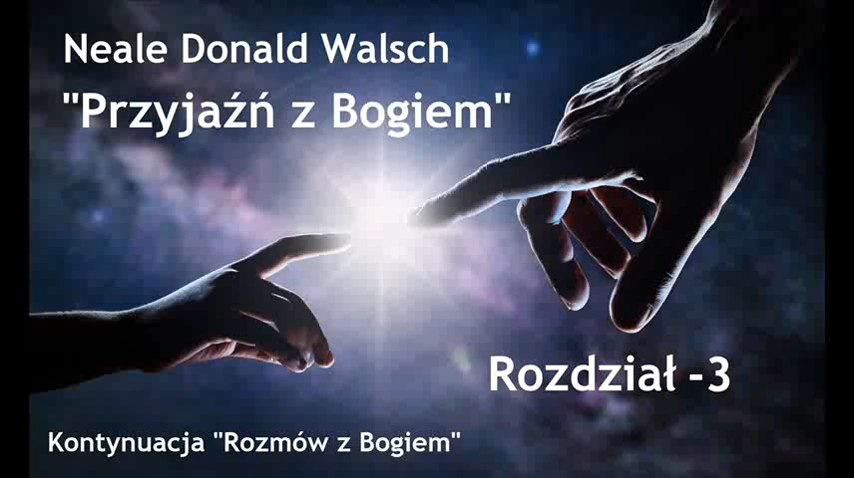 Neale Donald Walsch
"Przyjaźń z Bogiem"
Rozdział -3
Kontynuacja "Rozmów z Bogiem"